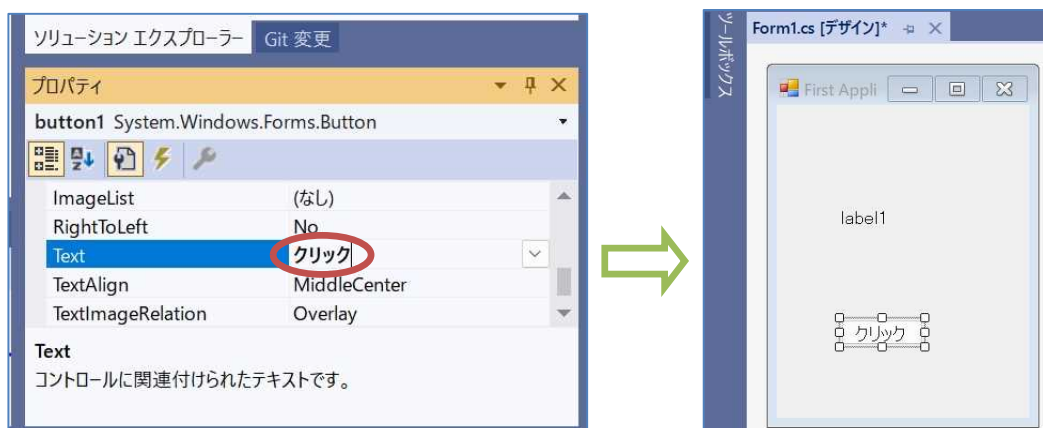 ソリューション エクスプローラー Git 変更
プロパティ
button1 System.Windows.Forms.Button
ImageList (なし)
RightToLeft No
Text クリック
TextAlign MiddleCenter
TextImageRelation Overlay
Text
コントロールに関連付けられたテキストです。
ツールボックス
Form1.cs [デザイン]*
First Appli
label1
クリック